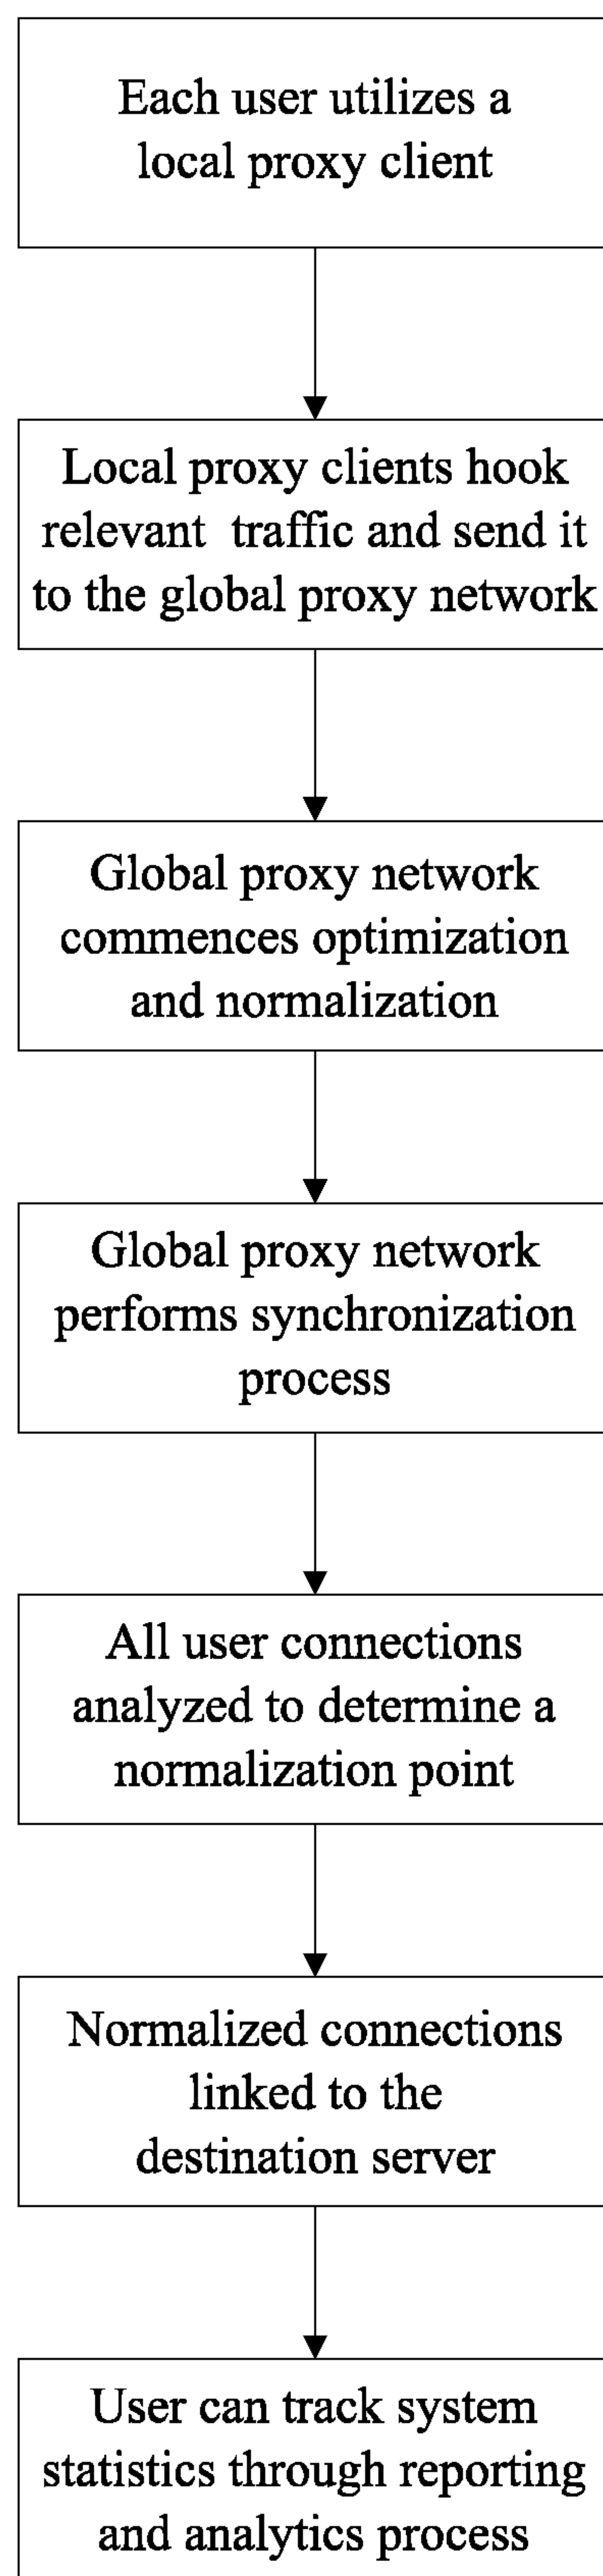 Each user utilizes a
local proxy client
Local proxy clients hook
relevant traffic and send it
to the global proxy network
Global proxy network
commences optimization
and normalization
Global proxy network
performs synchronization
process
All user connections
analyzed to determine a
normalization point
Normalized connections
linked to the
destination server
User can track system
statistics through reporting
and analytics process